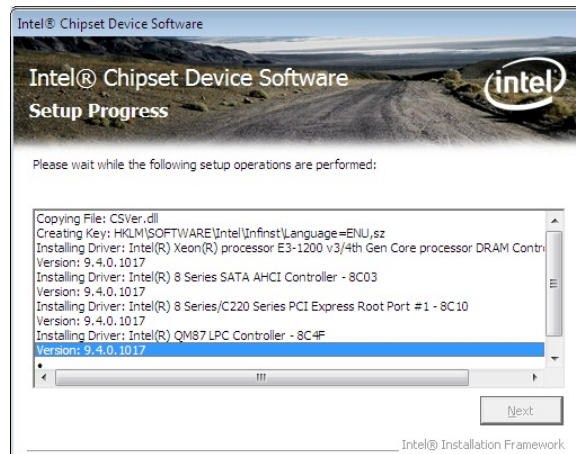 Intel® Chipset Device Software
Intel® Chipset Device Software
intel
Setup Progress
Please wait while the following setup operations are performed:
Copying File: CSVer.dll
Creating Key: HKLM\SOFTWARE\Intel\Infinst\Language=ENU,sz
Installing Driver: Intel(R) Xeon(R) processor E3-1200 v3/4th Gen Core processor DRAM Contr
Version: 9.4.0.1017
Installing Driver: Intel(R) 8 Series SATA AHCI Controller - 8C03
Version: 9.4.0.1017
Installing Driver: Intel(R) 8 Series/C220 Series PCI Express Root Port #1 - 8C10
Version: 9.4.0.1017
Installing Driver: Intel(R) QM87 LPC Controller - 8C4F
Version: 9.4.0.1017
Next
Intel® Installation Framework